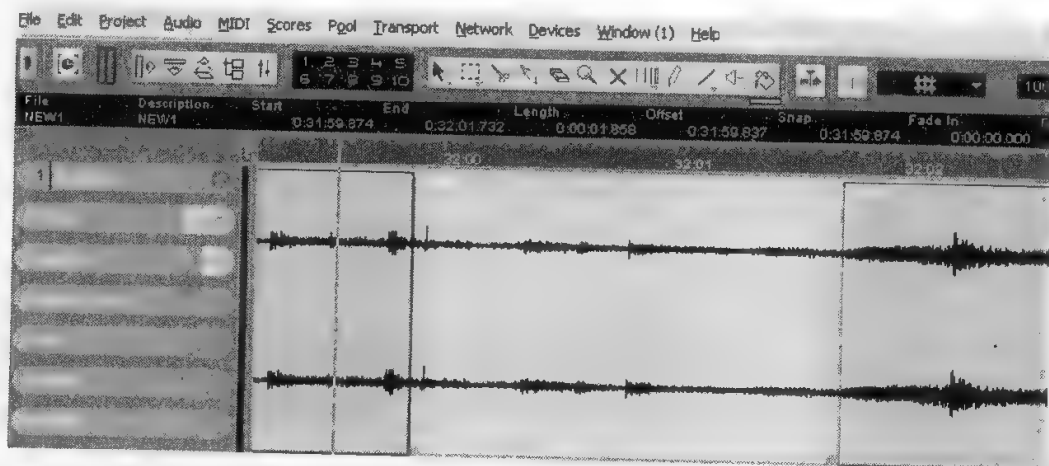 File Edit Project Audio MIDI Scores Pool Transport Network Devices Window (1) Help
1 2 3 4 5
6 7 8 9 10
File Description Start End Length Offset Snap Fade In
NEW1 NEW1 0:31:59.874 0:32:01.732 0:00:01.858 0:31:59.837 0:31:59.874 0:00:00.000
32:00 32:01 32:02
1